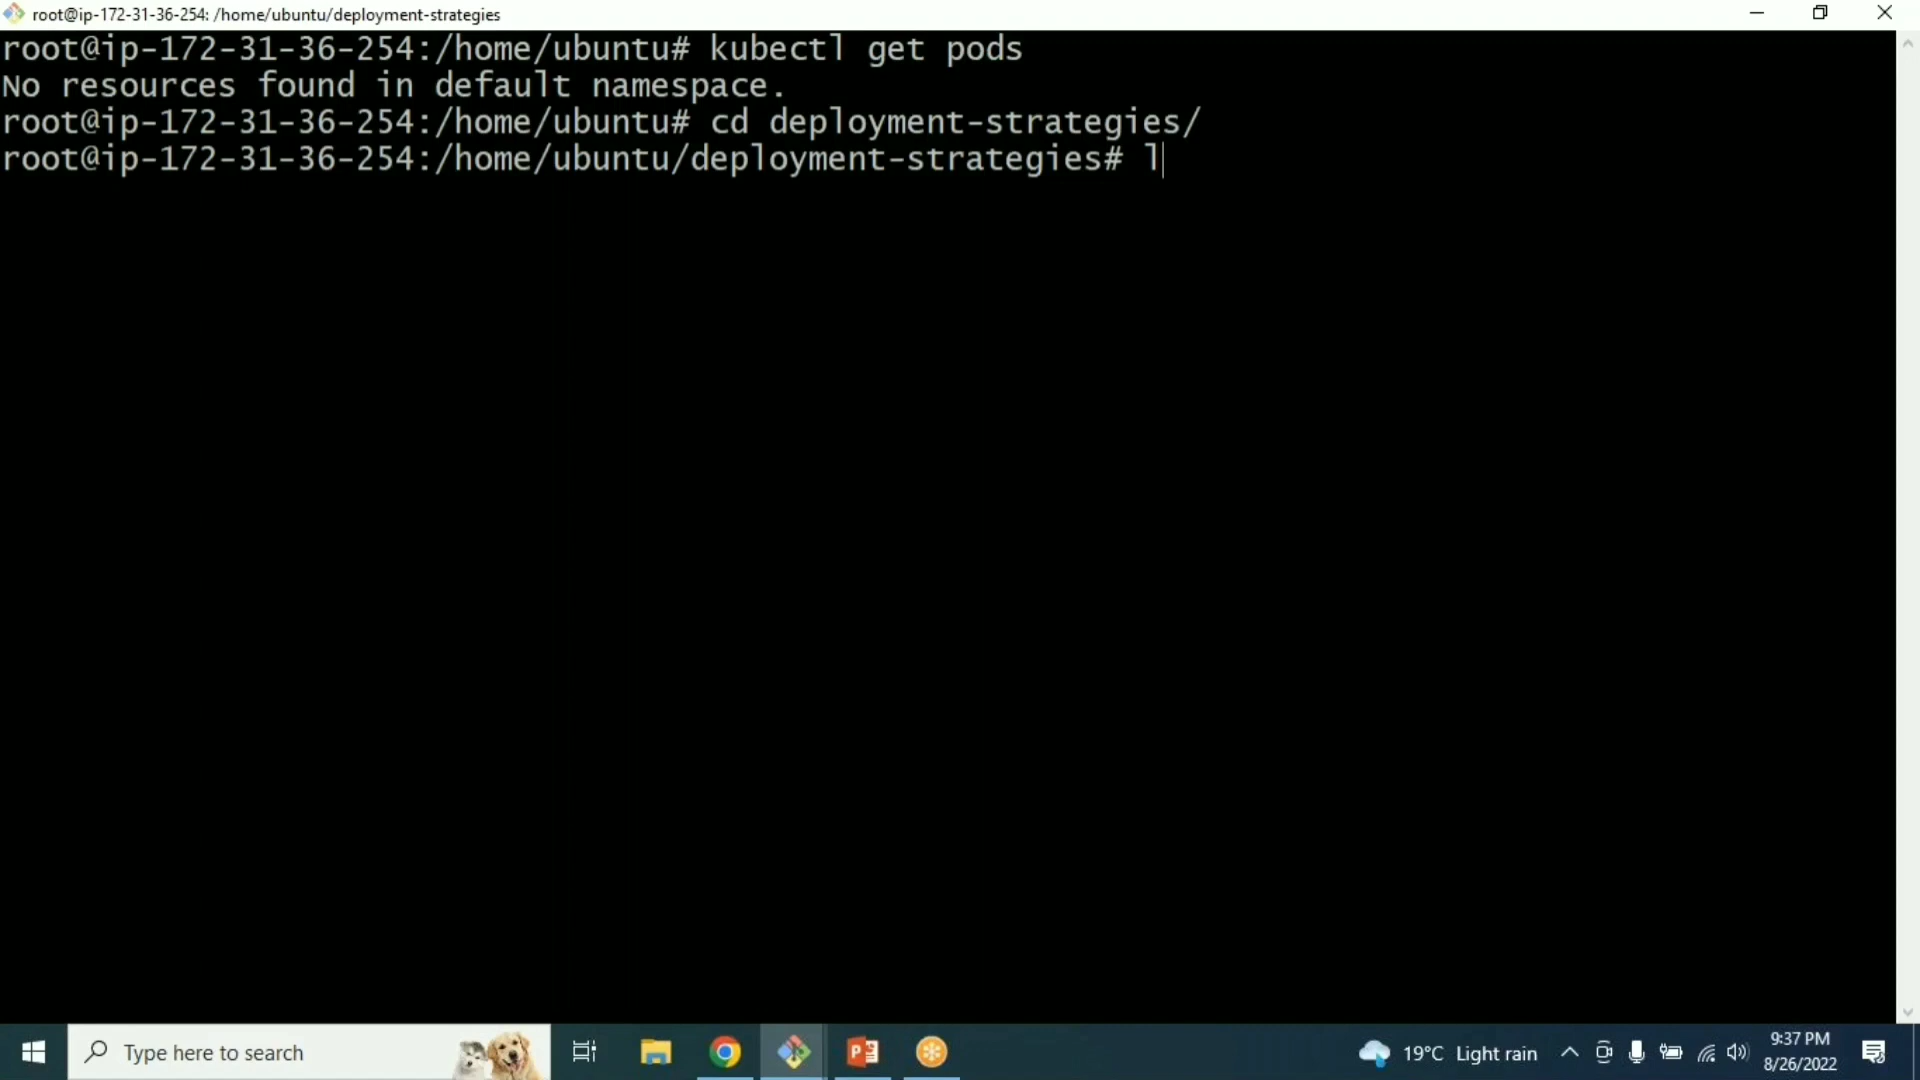 root@ip-172-31-36-254: /home/ubuntu/deployment-strategies
root@ip-172-31-36-254:/home/ubuntu# kubectl get pods
No resources found in default namespace.
root@ip-172-31-36-254:/home/ubuntu# cd deployment-strategies/
root@ip-172-31-36-254:/home/ubuntu/deployment-strategies# l
Type here to search
19°C Light rain
9:37 PM
8/26/2022